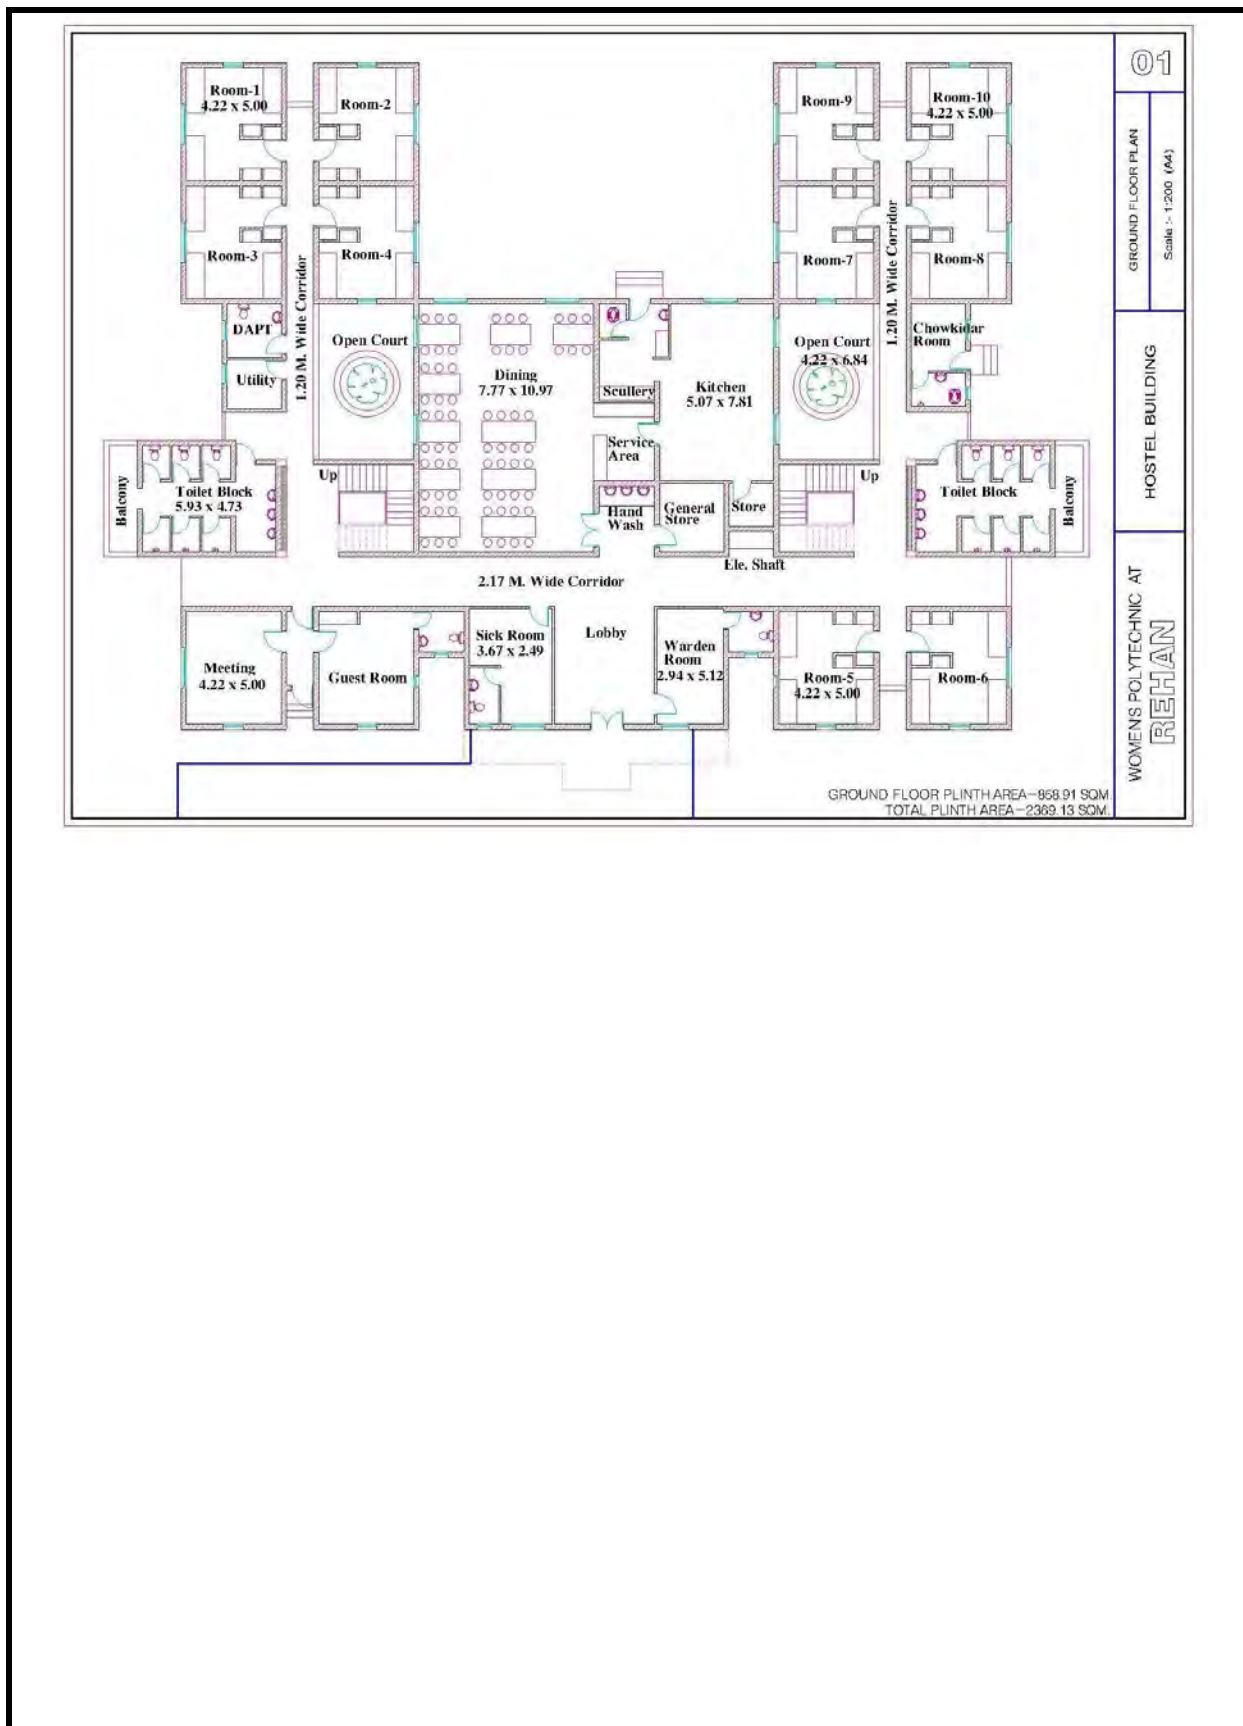 01
Room-1
4.22 x 5.00
Room-2
Room-9
Room-10
4.22 x 5.00
Room-3
Room-4
Room-7
Room-8
1.20 M. Wide Corridor
1.20 M. Wide Corridor
DAPT
Utility
Open Court
Dining
7.77 x 10.97
Scullery
Kitchen
5.07 x 7.81
Open Court
4.22 x 6.84
Chowkidar
Room
Service
Area
Balcony
Toilet Block
5.93 x 4.73
Up
Hand
Wash
General
Store
Store
Up
Toilet Block
Balcony
Ele. Shaft
2.17 M. Wide Corridor
Meeting
4.22 x 5.00
Guest Room
Sick Room
3.67 x 2.49
Lobby
Warden
Room
2.94 x 5.12
Room-5
4.22 x 5.00
Room-6
GROUND FLOOR PLINTH AREA-858.91 SQM.
TOTAL PLINTH AREA-2369.13 SQM.
GROUND FLOOR PLAN
Scale :- 1:200 (A4)
HOSTEL BUILDING
WOMEN'S POLYTECHNIC AT
REHAN